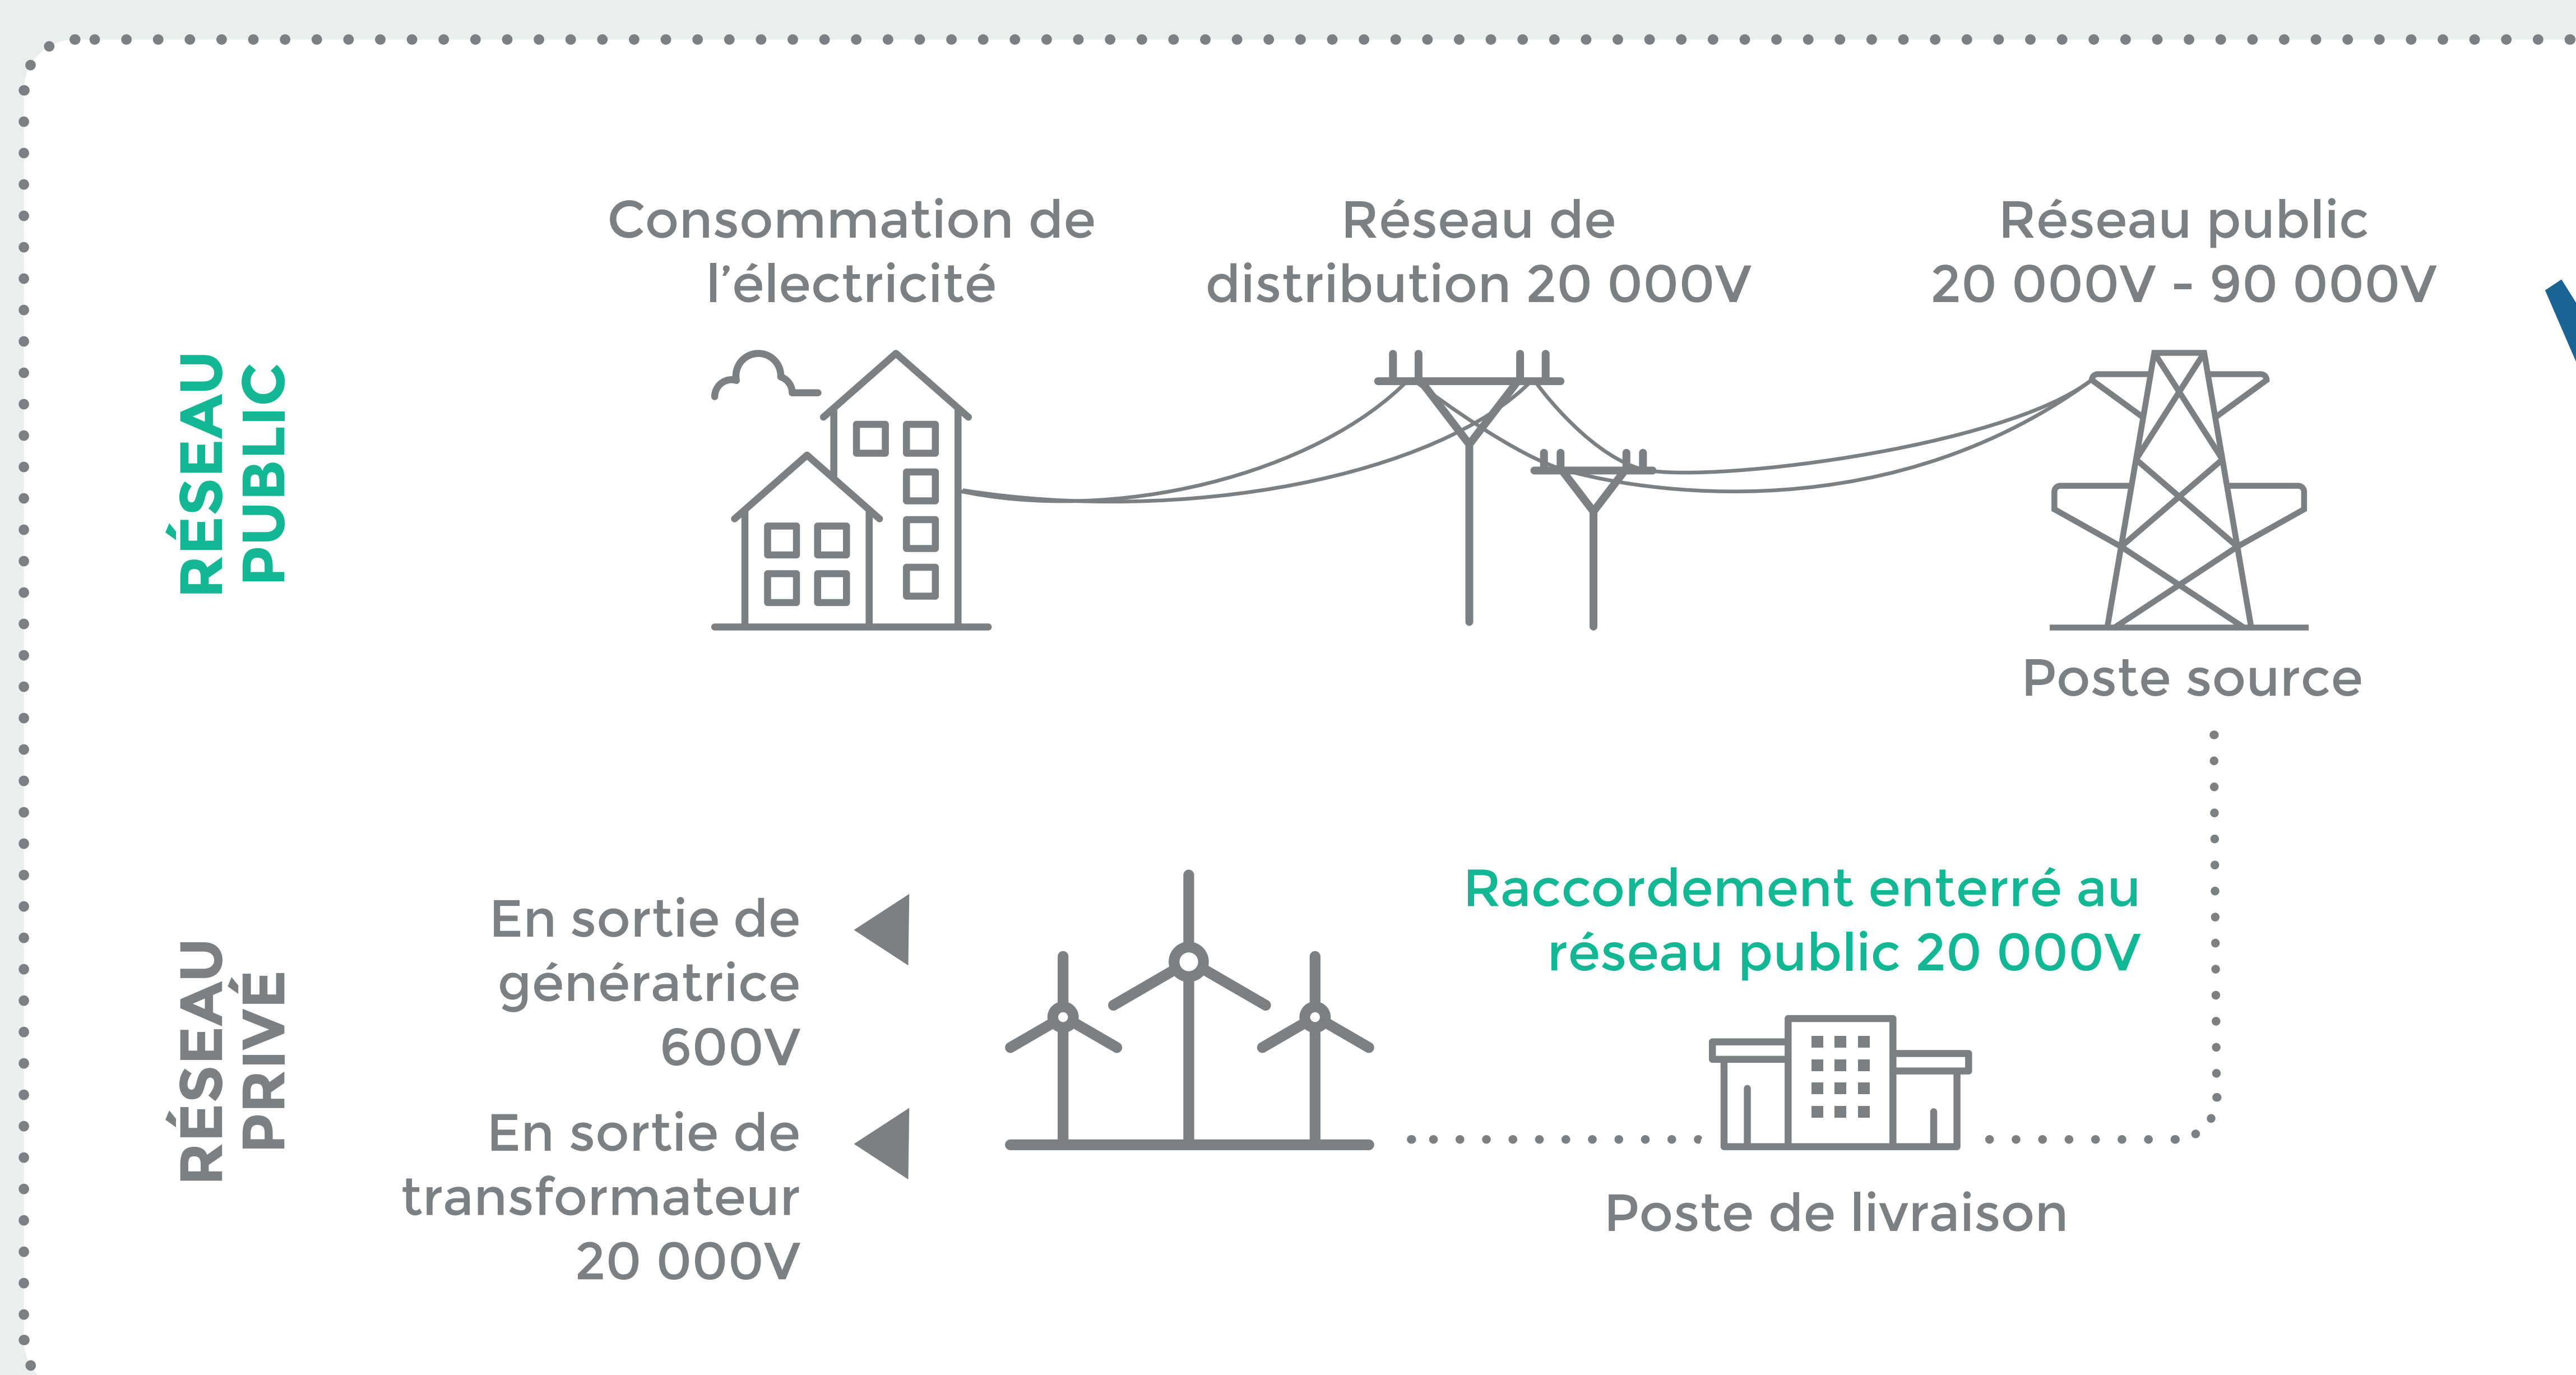 RÉSEAU
PUBLIC
Consommation de
l’électricité
Réseau de
distribution 20 000V
Réseau public
20 000V - 90 000V
Poste source
RÉSEAU
PRIVÉ
En sortie de
génératrice
600V
En sortie de
transformateur
20 000V
Raccordement enterré au
réseau public 20 000V
Poste de livraison